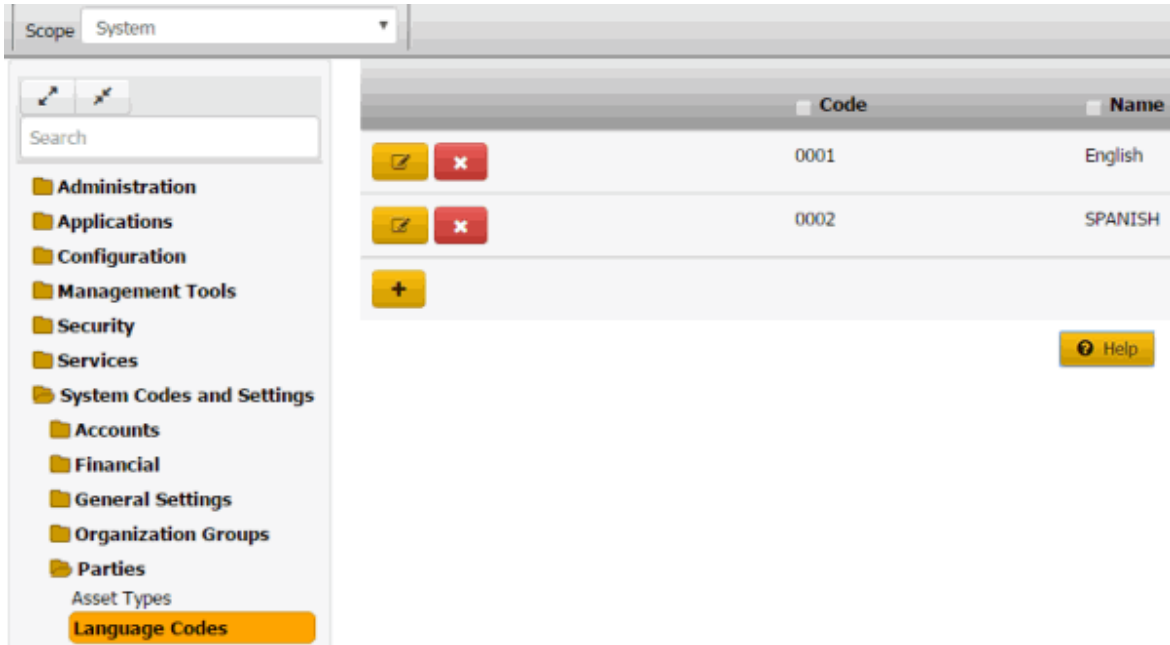 Scope System
Search
Administration
Applications
Configuration
Management Tools
Security
Services
System Codes and Settings
Accounts
Financial
General Settings
Organization Groups
Parties
Asset Types
Language Codes
Code Name
0001 English
0002 SPANISH
Help